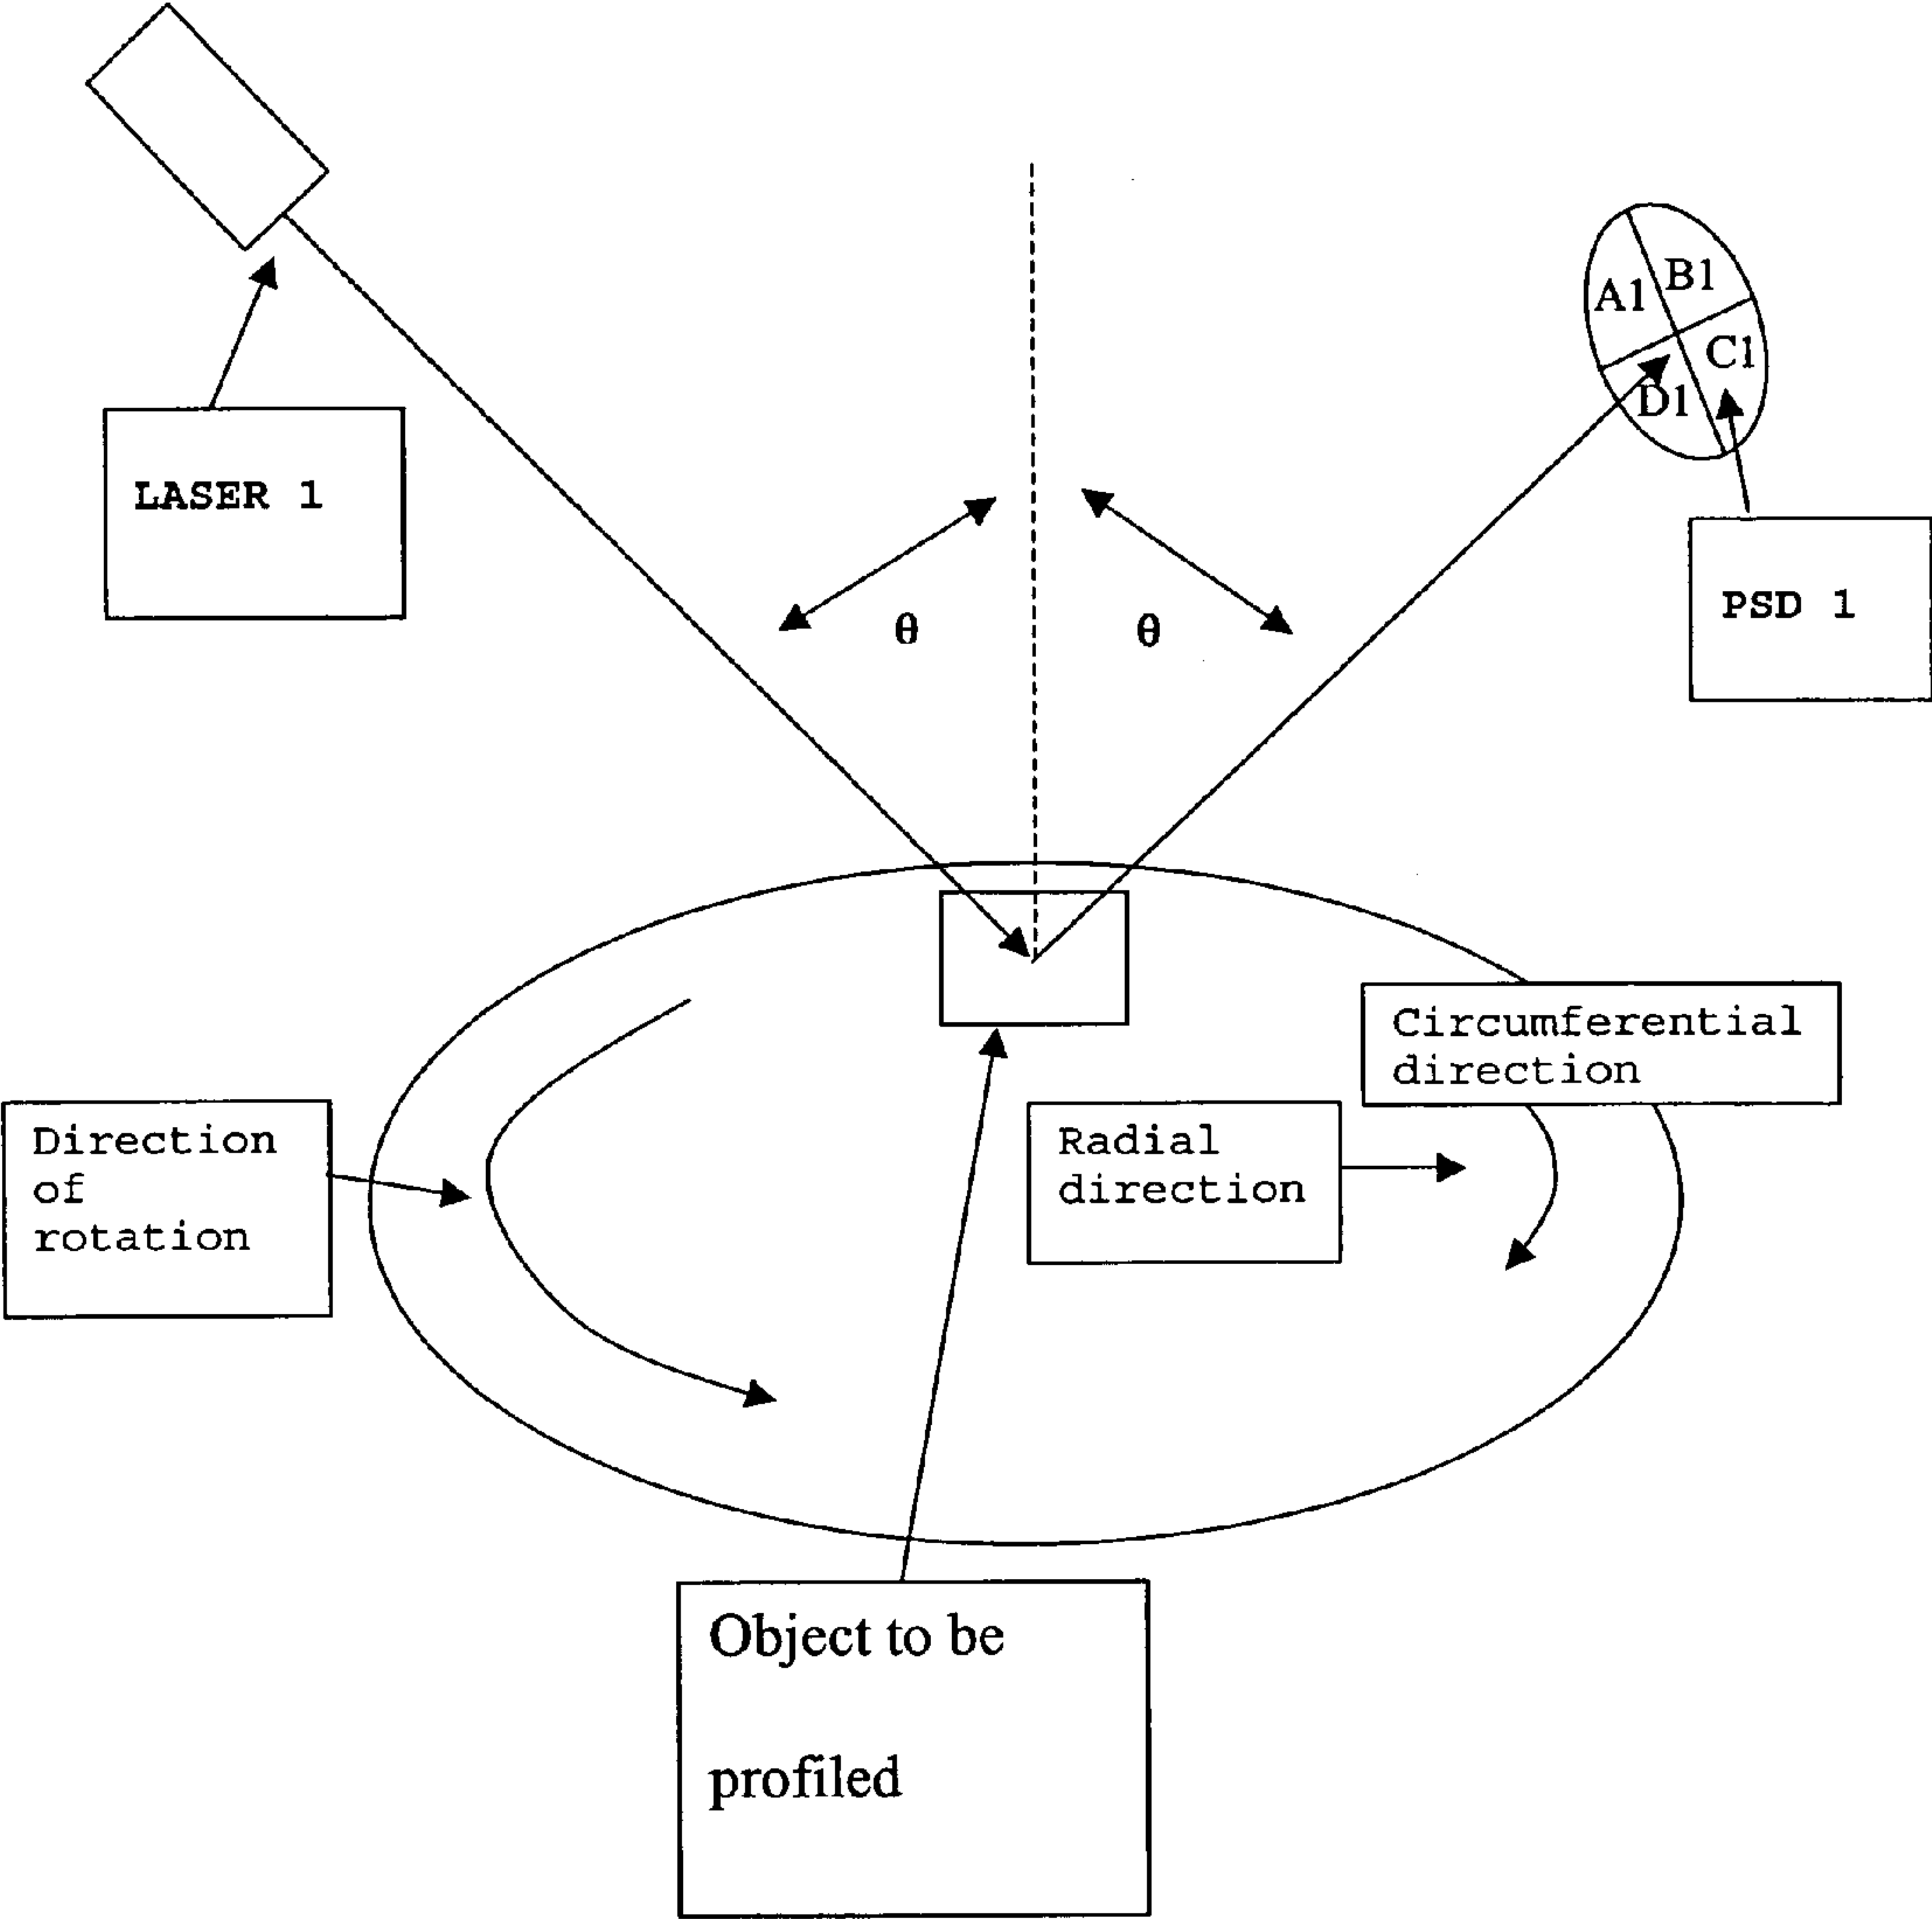 B1
A1
C1
D1
LASER 1
PSD 1
θ
θ
Circumferential
direction
Direction
of
rotation
Radial
direction
Object to be
profiled